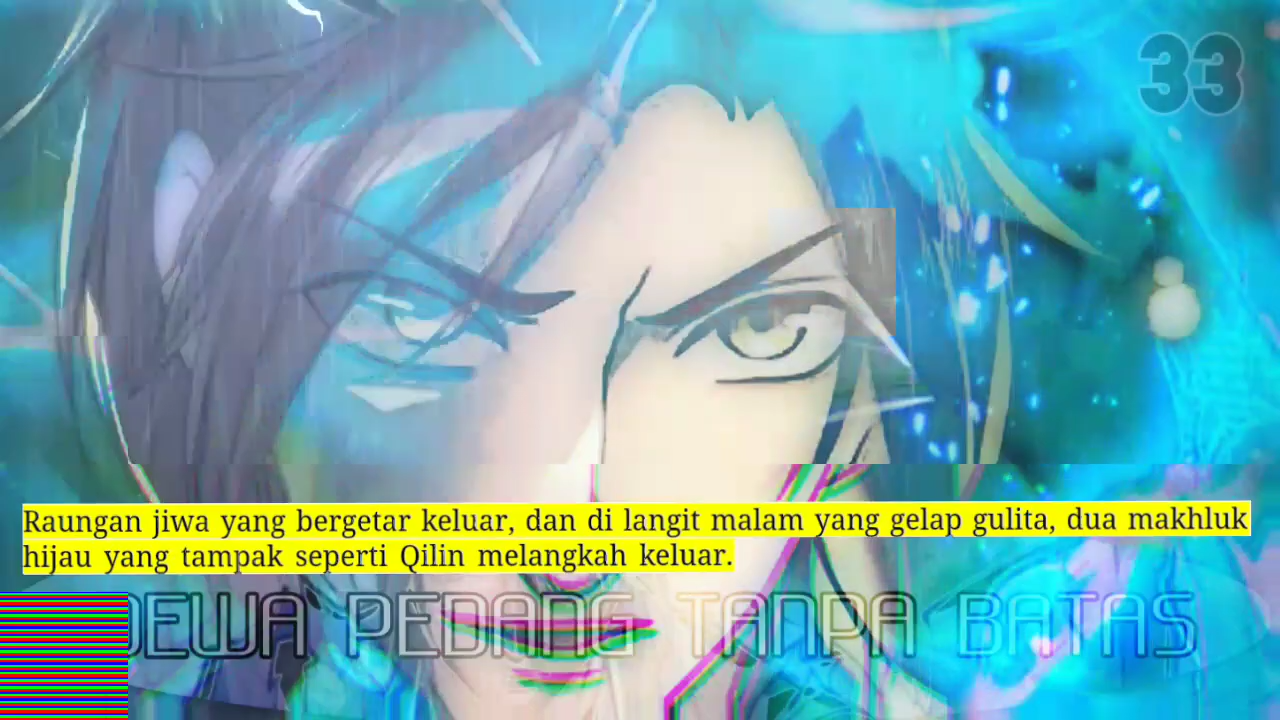 33
Raungan jiwa yang bergetar keluar, dan di langit malam yang gelap gulita, dua makhluk
hijau yang tampak seperti Qilin melangkah keluar.
DEWA PEDANG TANPA BATAS